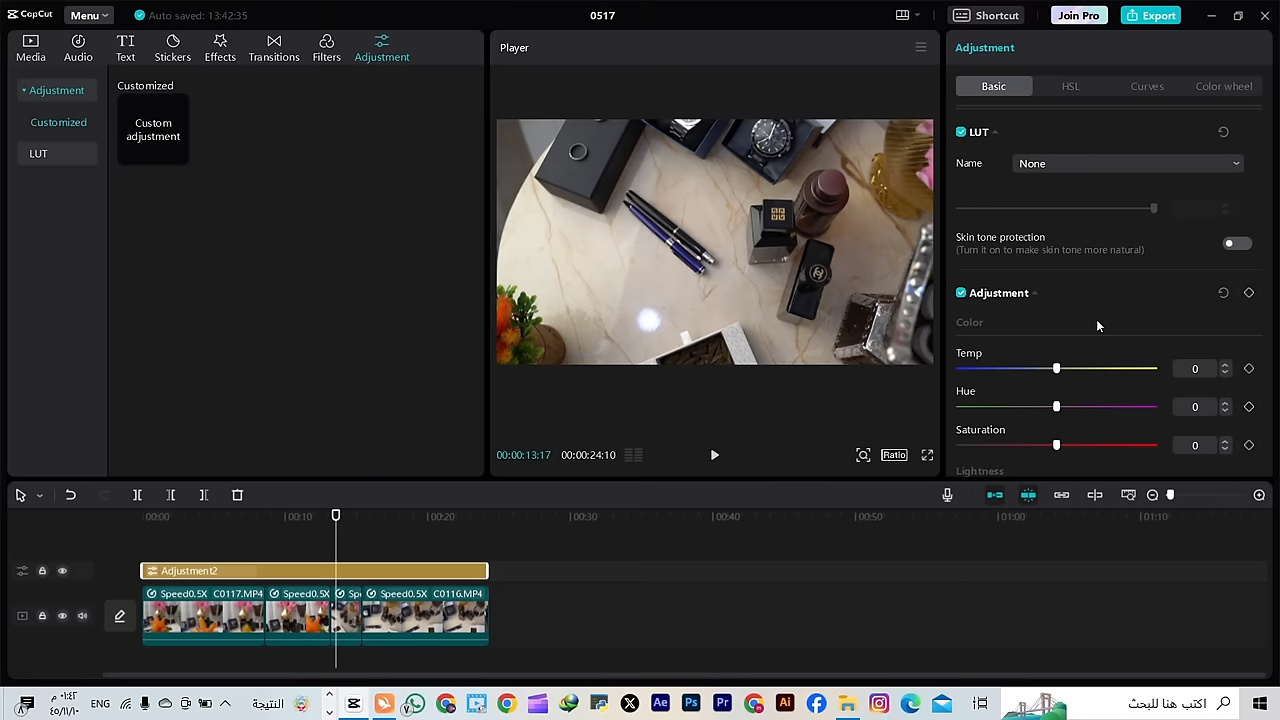 CapCut
Menu
Auto saved: 13:42:35
0517
Shortcut
Join Pro
Export
Media
Audio
Text
Stickers
Effects
Transitions
Filters
Adjustment
Adjustment
Customized
LUT
Customized
Custom
adjustment
Player
00:00:13:17
00:00:24:10
Ratio
Adjustment
Basic
HSL
Curves
Color wheel
LUT
Name
None
Skin tone protection
(Turn it on to make skin tone more natural)
Adjustment
Color
Temp
0
Hue
0
Saturation
0
Lightness
00:00
00:10
00:20
00:30
00:40
00:50
01:00
01:10
Adjustment2
Speed0.5X C0117.MP4
Speed0.5X
Spe
Speed0.5X C0116.MP4
ENG
النتيجة
Ae
Ps
Pr
Ai
اكتب هنا للبحث